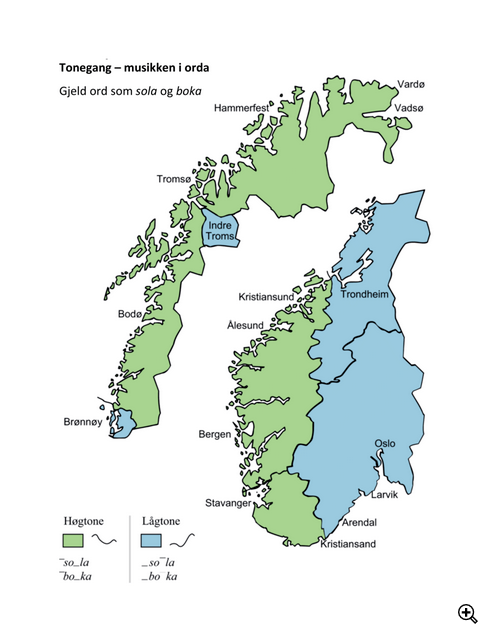 Tonegang – musikken i orda
Gjeld ord som sola og boka
Vardø
Hammerfest
Vadsø
Tromsø
Indre
Troms
Kristiansund
Trondheim
Bodø
Ålesund
Brønnøy
Bergen
Oslo
Stavanger
Larvik
Arendal
Kristiansand
Høgtone
Lågtone
¯so_la
_so¯la
¯bo_ka
_bo¯ka